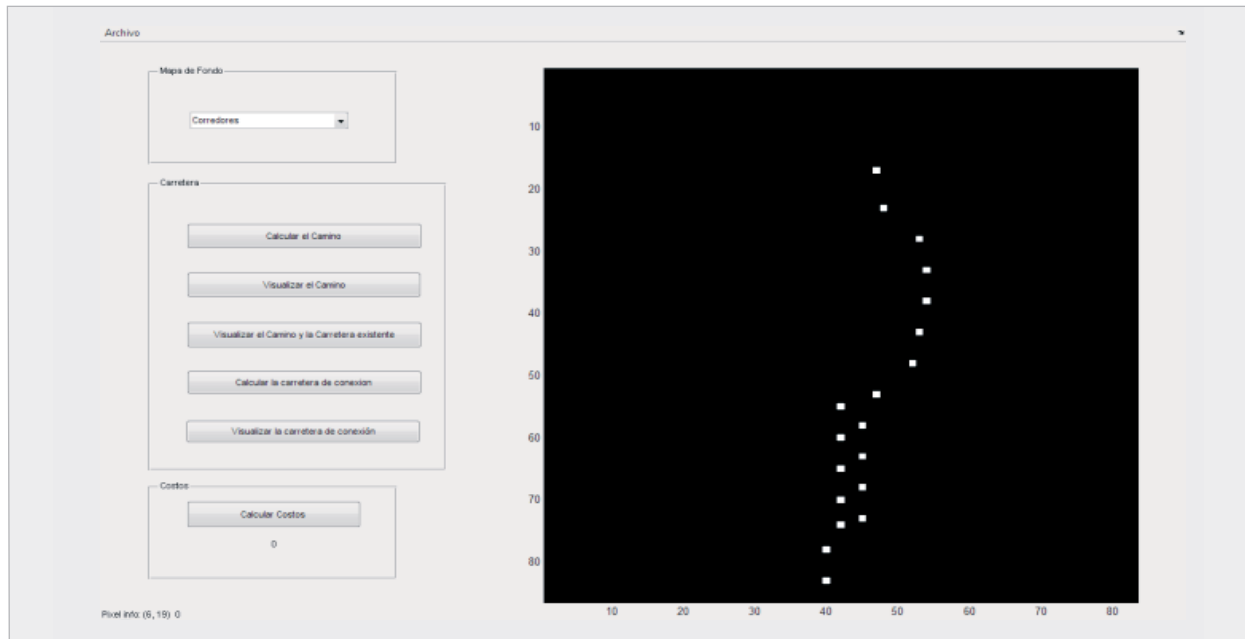 Archivo
Mapa de Fondo
Corredores
Carretera
Calcular el Camino
Visualizar el Camino
Visualizar el Camino y la Carretera existente
Calcular la carretera de conexion
Visualizar la carretera de conexión
Costos
Calcular Costos
0
Pixel info: (6, 19) 0
10
20
30
40
50
60
70
80
10 20 30 40 50 60 70 80